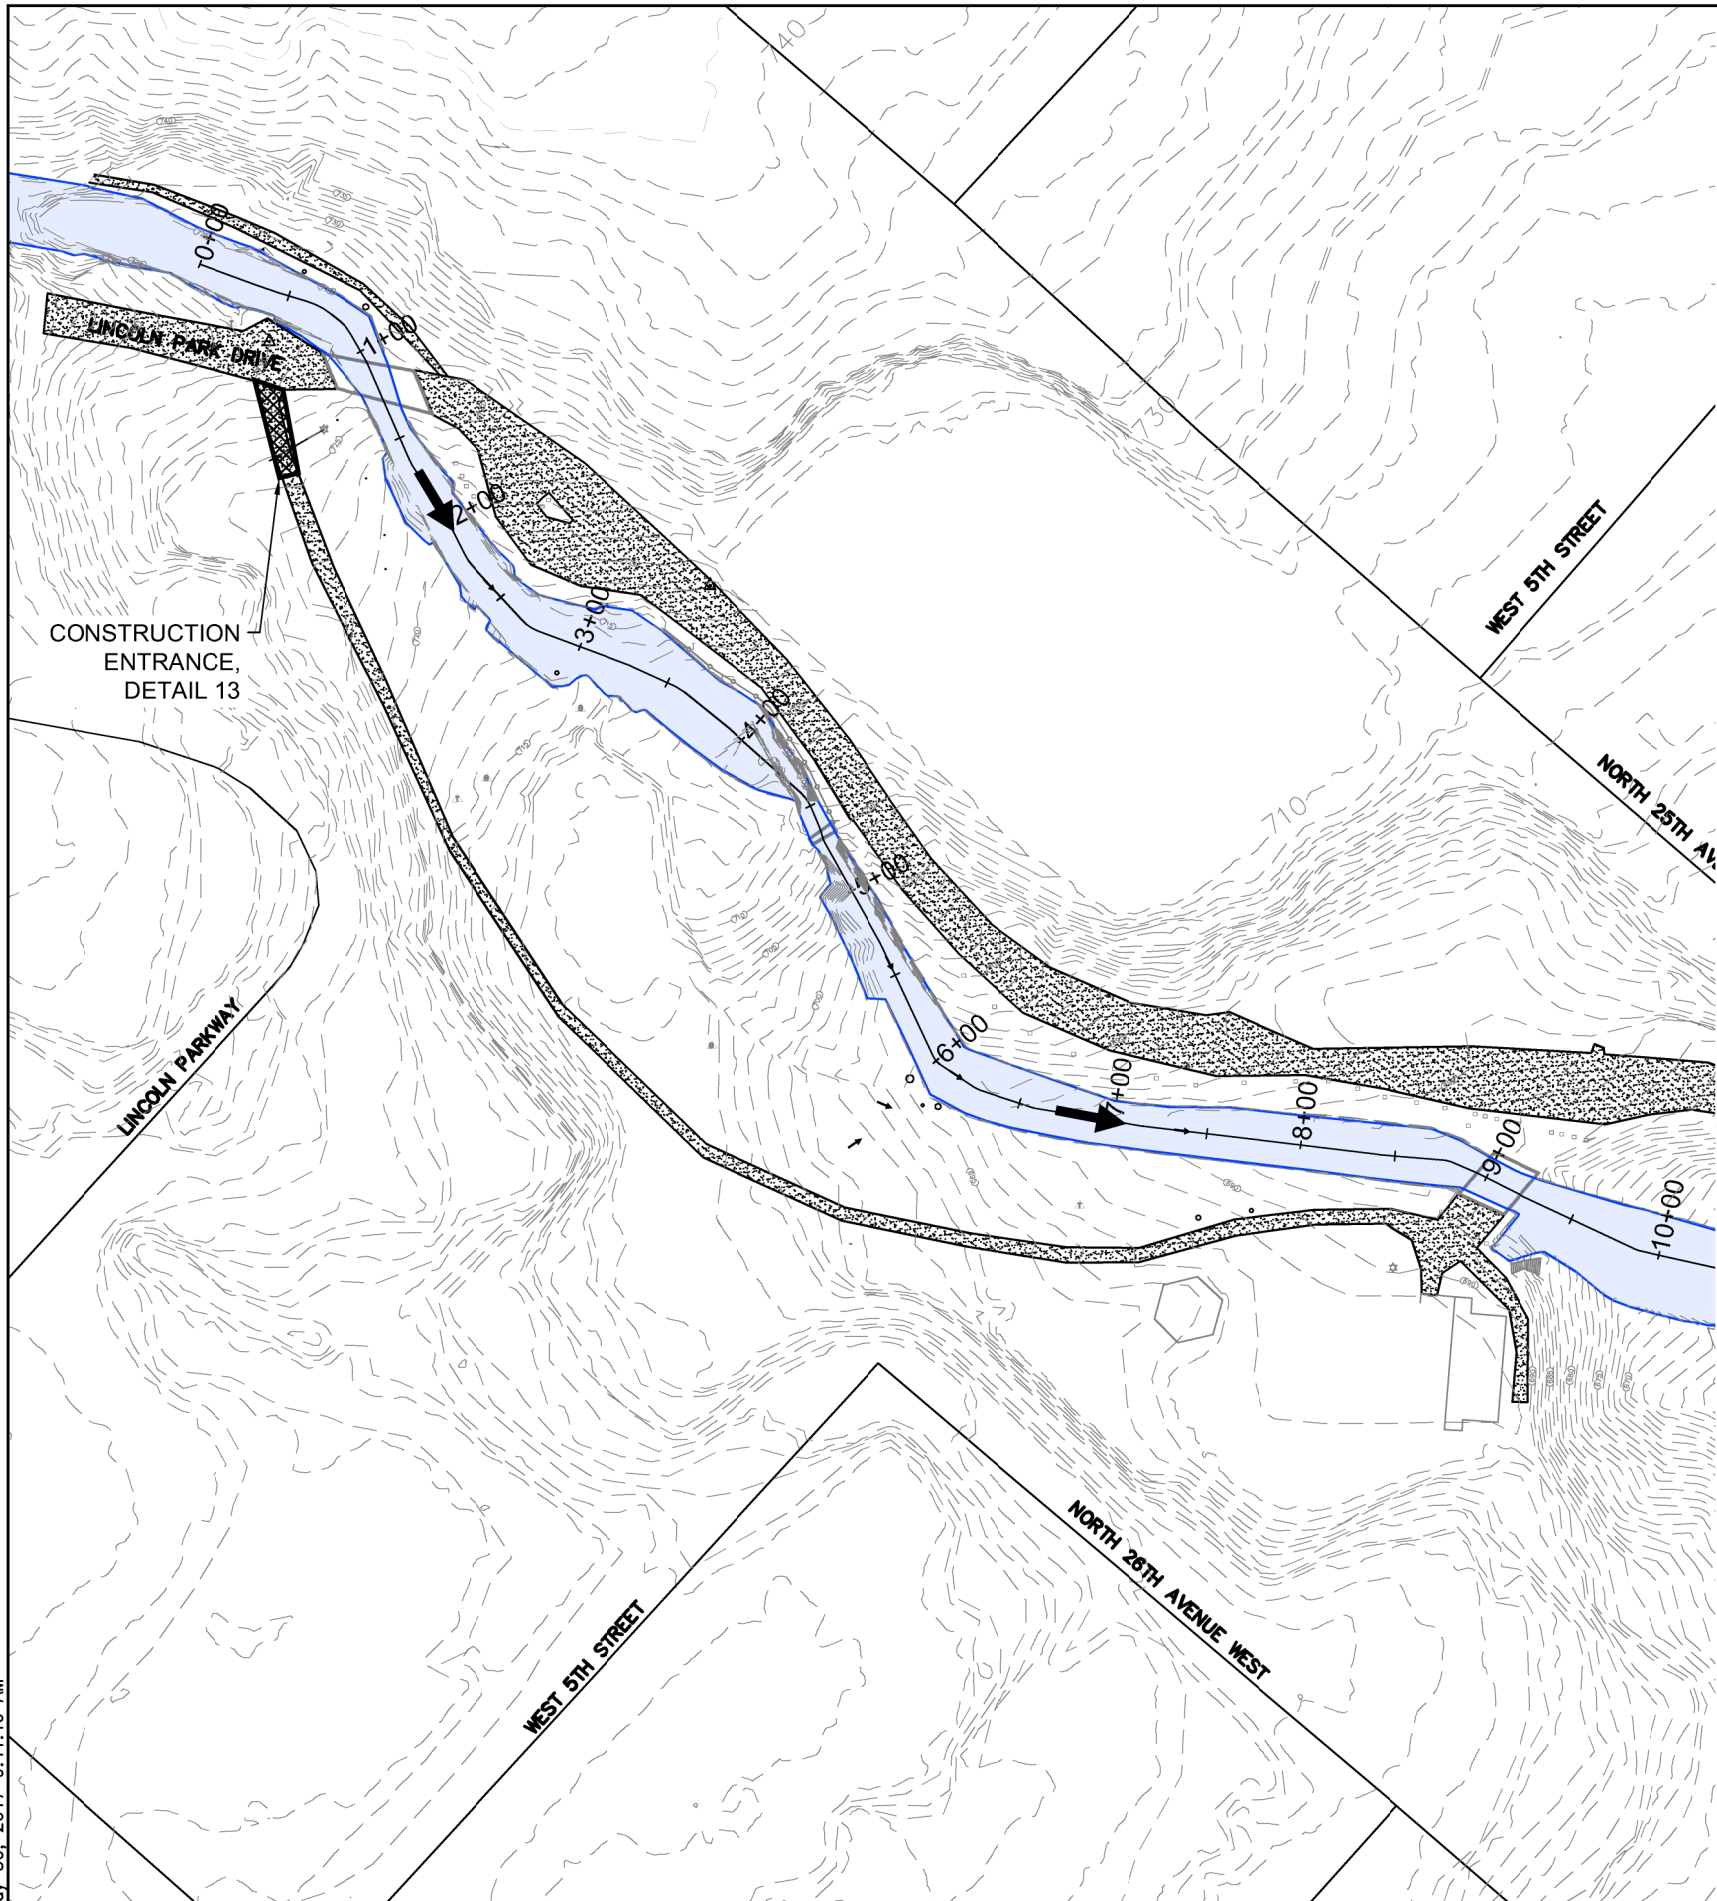 740
0+00
LINCOLN PARK DRIVE
1+00
730
2+00
WEST 5TH STREET
3+00
CONSTRUCTION
ENTRANCE,
DETAIL 13
4+00
NORTH 25TH AV
710
5+00
LINCOLN PARKWAY
6+00
7+00
8+00
9+00
10+00
NORTH 26TH AVENUE WEST
WEST 5TH STREET